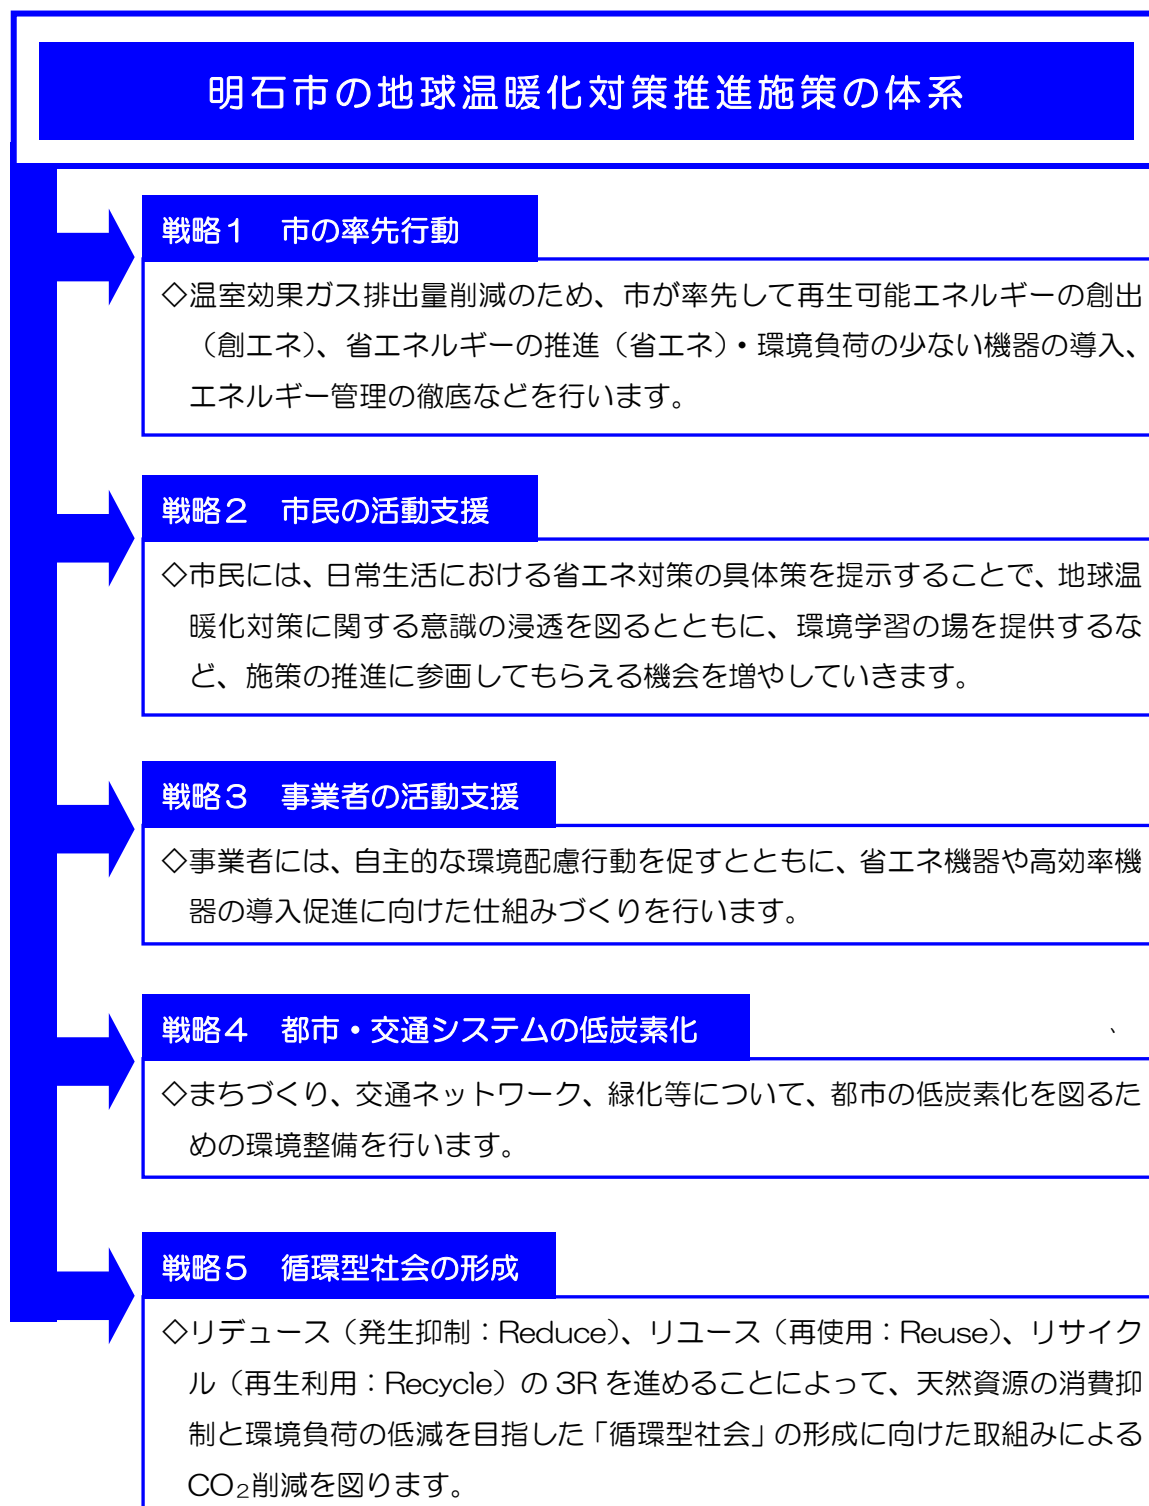 明石市の地球温暖化対策推進施策の体系
戦略１　市の率先行動
◇温室効果ガス排出量削減のため、市が率先して再生可能エネルギーの創出
（創エネ）、省エネルギーの推進（省エネ）・環境負荷の少ない機器の導入、
エネルギー管理の徹底などを行います。
戦略２　市民の活動支援
◇市民には、日常生活における省エネ対策の具体策を提示することで、地球温
暖化対策に関する意識の浸透を図るとともに、環境学習の場を提供するな
ど、施策の推進に参画してもらえる機会を増やしていきます。
戦略３　事業者の活動支援
◇事業者には、自主的な環境配慮行動を促すとともに、省エネ機器や高効率機
器の導入促進に向けた仕組みづくりを行います。
戦略４　都市・交通システムの低炭素化
、
◇まちづくり、交通ネットワーク、緑化等について、都市の低炭素化を図るた
めの環境整備を行います。
戦略５　循環型社会の形成
◇リデュース（発生抑制：Reduce）、リユース（再使用：Reuse）、リサイク
ル（再生利用：Recycle）の 3R を進めることによって、天然資源の消費抑
制と環境負荷の低減を目指した「循環型社会」の形成に向けた取組みによる
CO₂削減を図ります。